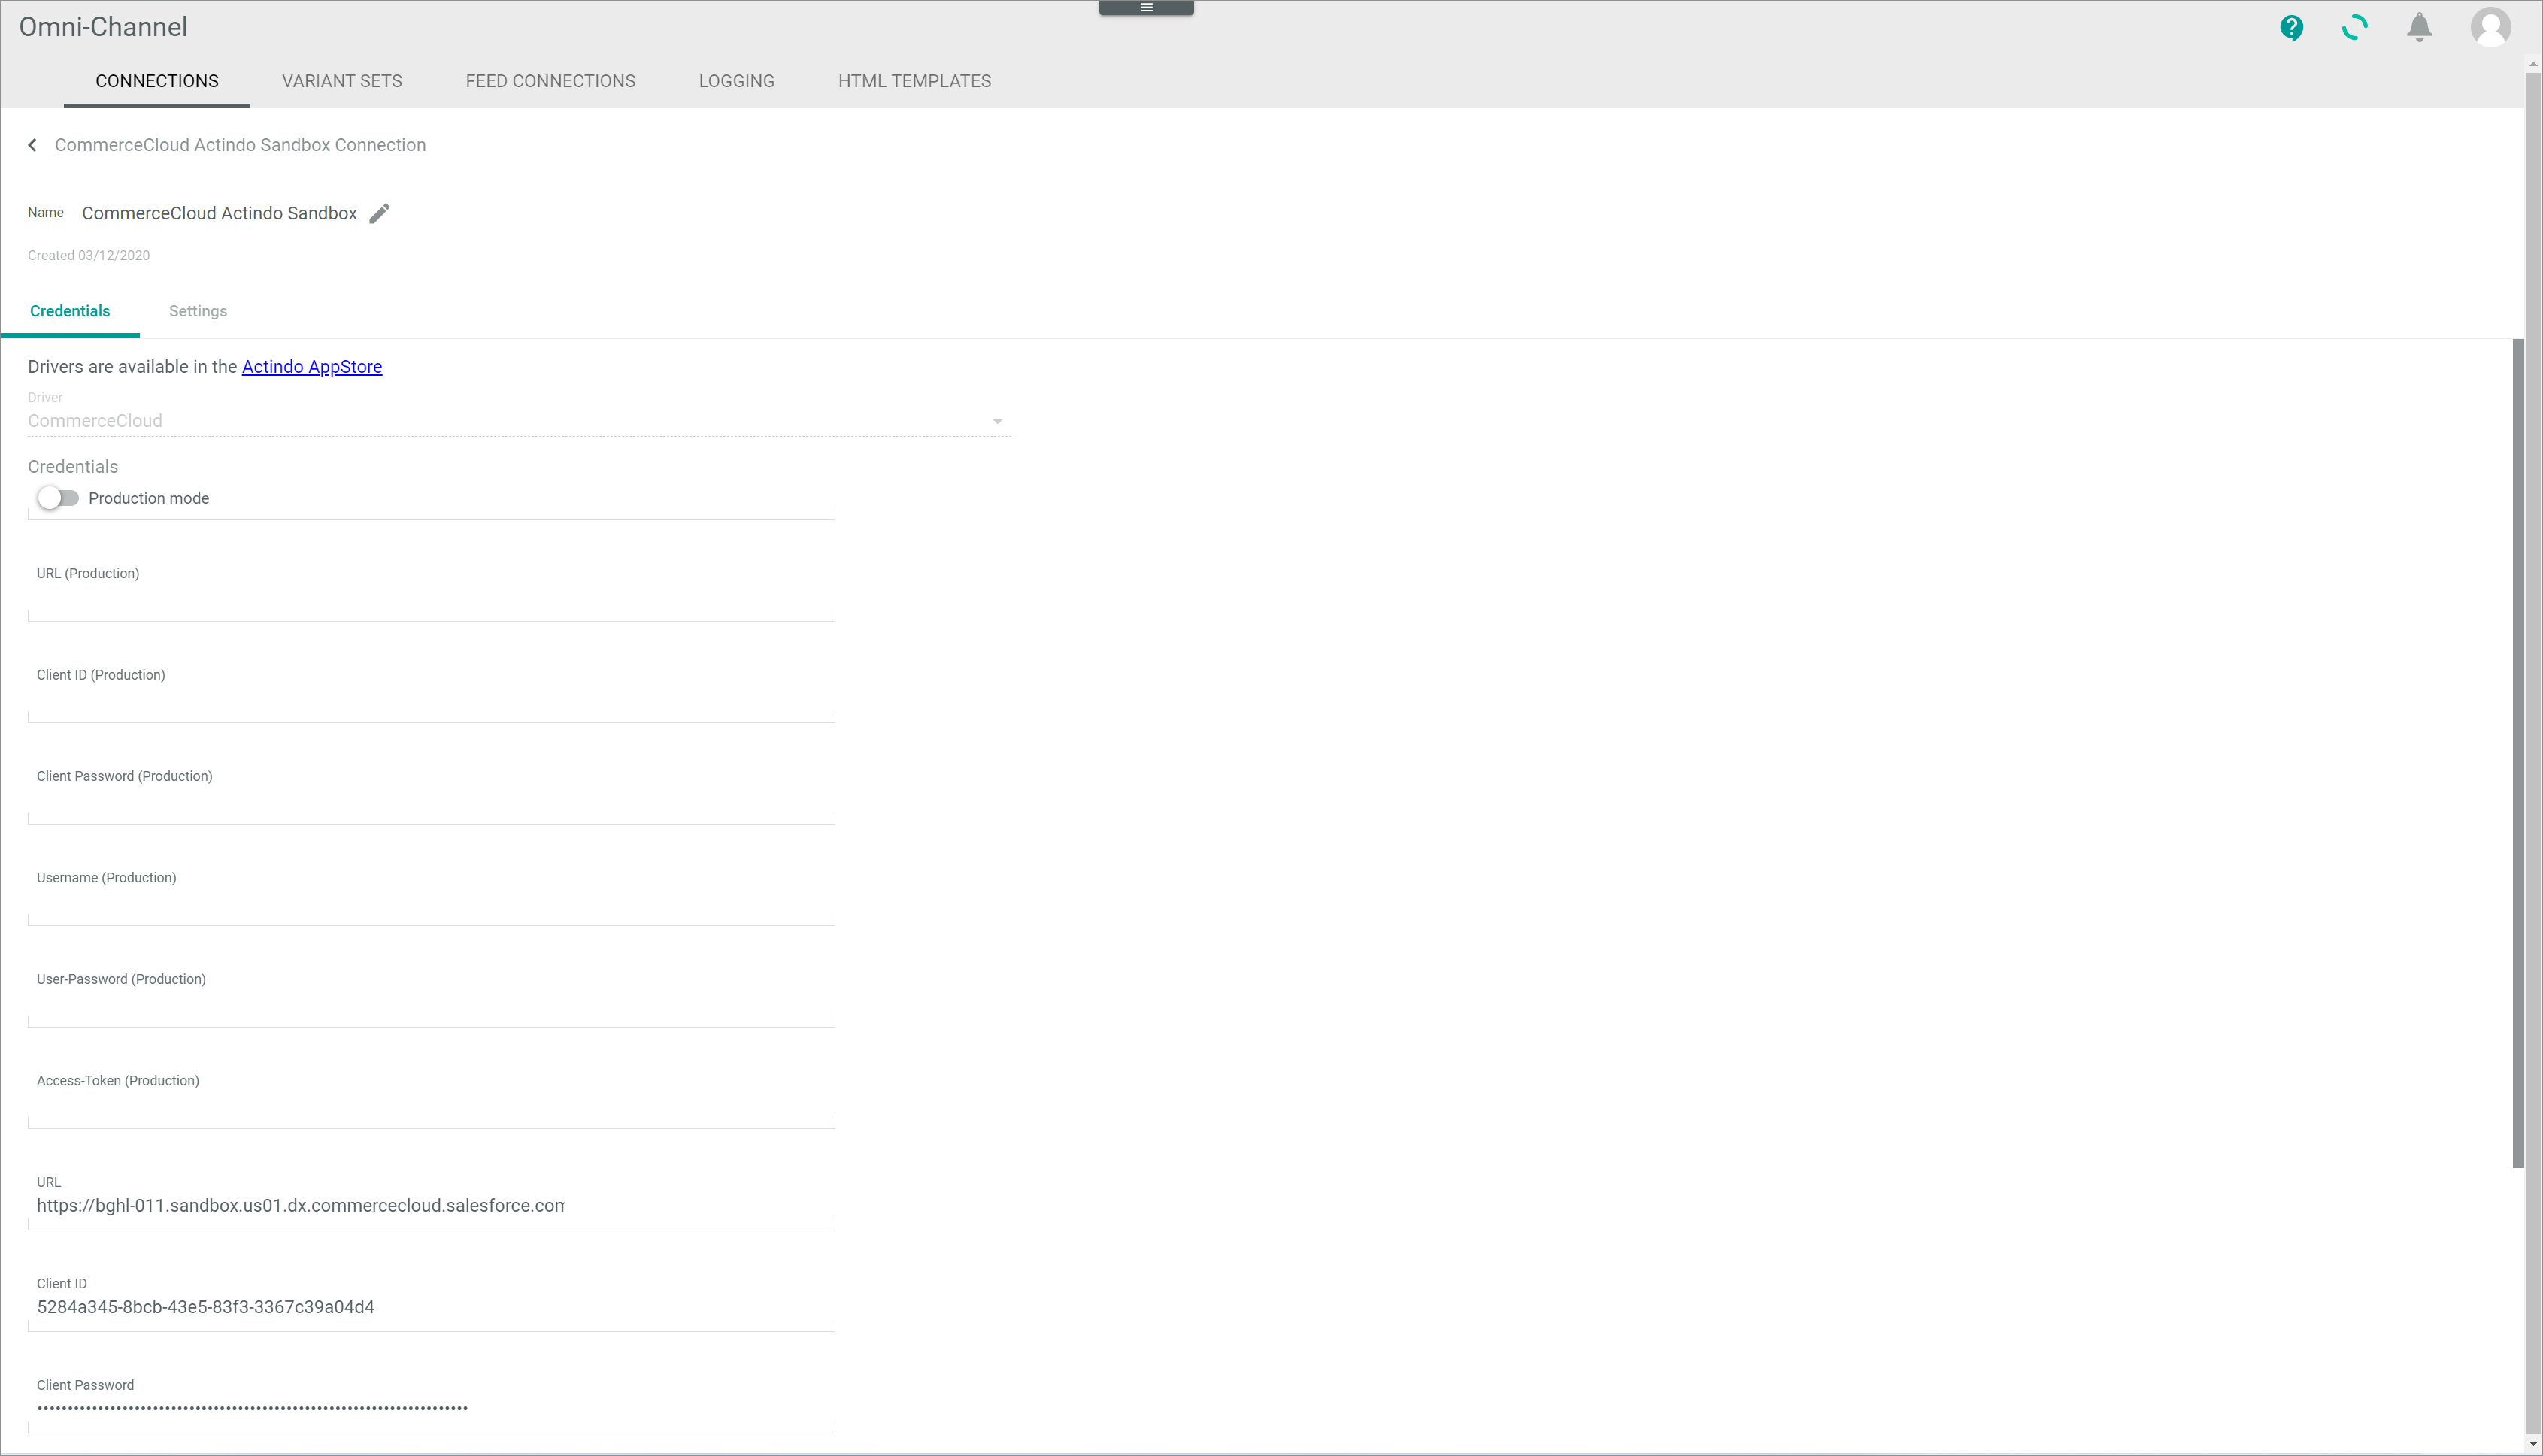 Omni-Channel
CONNECTIONS VARIANT SETS FEED CONNECTIONS LOGGING HTML TEMPLATES
CommerceCloud Actindo Sandbox Connection
Name CommerceCloud Actindo Sandbox
Created 03/12/2020
Credentials Settings
Drivers are available in the Actindo AppStore
Driver
CommerceCloud
Credentials
Production mode
URL (Production)
Client ID (Production)
Client Password (Production)
Username (Production)
User-Password (Production)
Access-Token (Production)
URL
https://bghl-011.sandbox.us01.dx.commercecloud.salesforce.com
Client ID
5284a345-8bcb-43e5-83f3-3367c39a04d4
Client Password